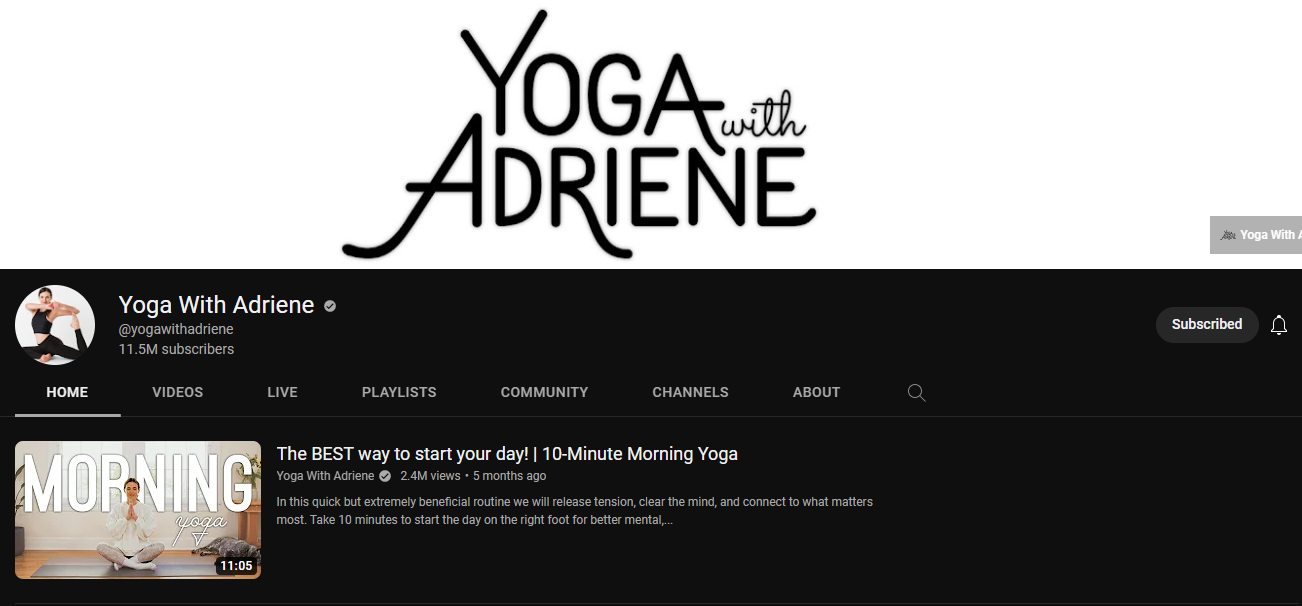 YOGA with
ADRIENE
Yoga With A
Yoga With Adriene
@yogawithadriene
11.5M subscribers
Subscribed
HOME VIDEOS LIVE PLAYLISTS COMMUNITY CHANNELS ABOUT
MORNING
yoga
11:05
The BEST way to start your day! | 10-Minute Morning Yoga
Yoga With Adriene 2.4M views • 5 months ago
In this quick but extremely beneficial routine we will release tension, clear the mind, and connect to what matters
most. Take 10 minutes to start the day on the right foot for better mental,...